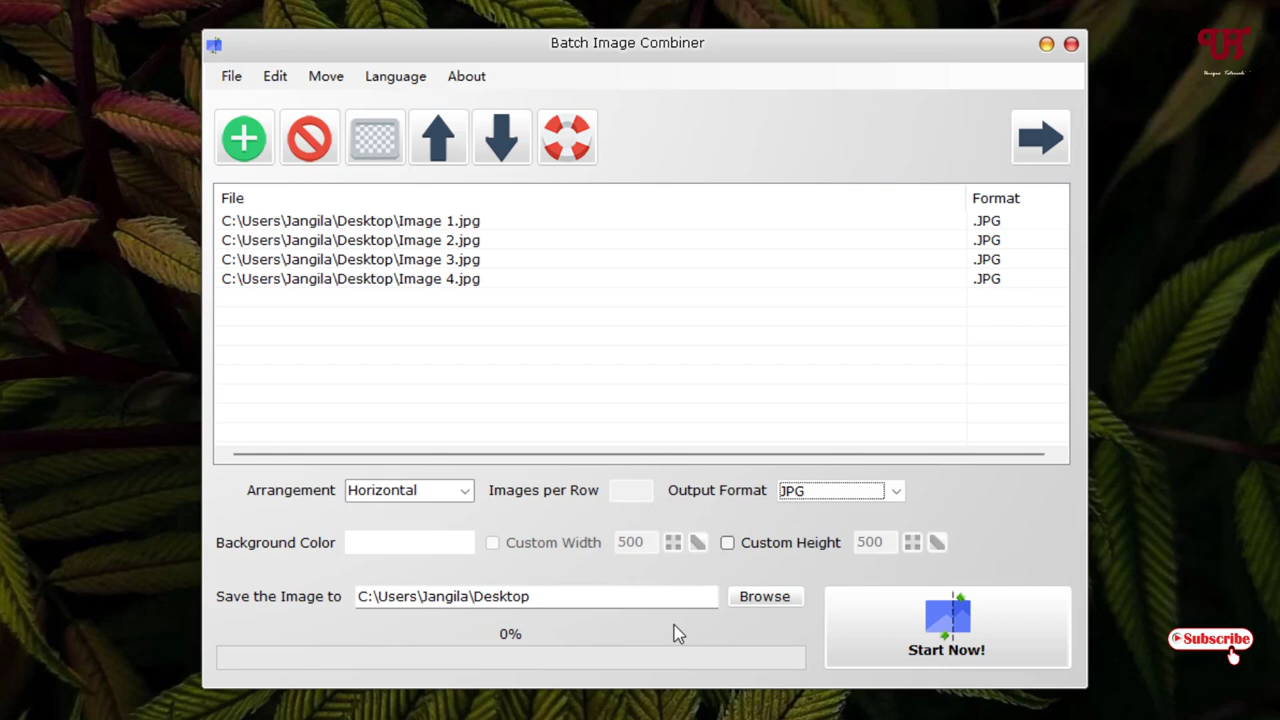 Batch Image Combiner
File Edit Move Language About
File Format
C:\Users\Jangila\Desktop\Image 1.jpg .JPG
C:\Users\Jangila\Desktop\Image 2.jpg .JPG
C:\Users\Jangila\Desktop\Image 3.jpg .JPG
C:\Users\Jangila\Desktop\Image 4.jpg .JPG
Arrangement Horizontal Images per Row Output Format JPG
Background Color Custom Width 500 Custom Height 500
Save the Image to C:\Users\Jangila\Desktop Browse
0%
Start Now!
UT
Unique Tutorials
Subscribe